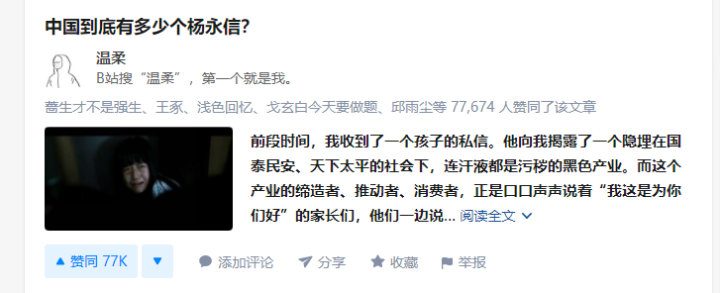 中国到底有多少个杨永信?
温柔
B站搜“温柔”，第一个就是我。
蔷生才不是强生、王豕、浅色回忆、戈玄白今天要做题、邱雨尘等 77,674 人赞同了该文章
前段时间，我收到了一个孩子的私信。他向我揭露了一个隐埋在国
泰民安、天下太平的社会下，连汗液都是污秽的黑色产业。而这个
产业的缔造者、推动者、消费者，正是口口声声说着“我这是为你
们好”的家长们，他们一边说... 阅读全文
赞同 77K
添加评论
分享
收藏
举报